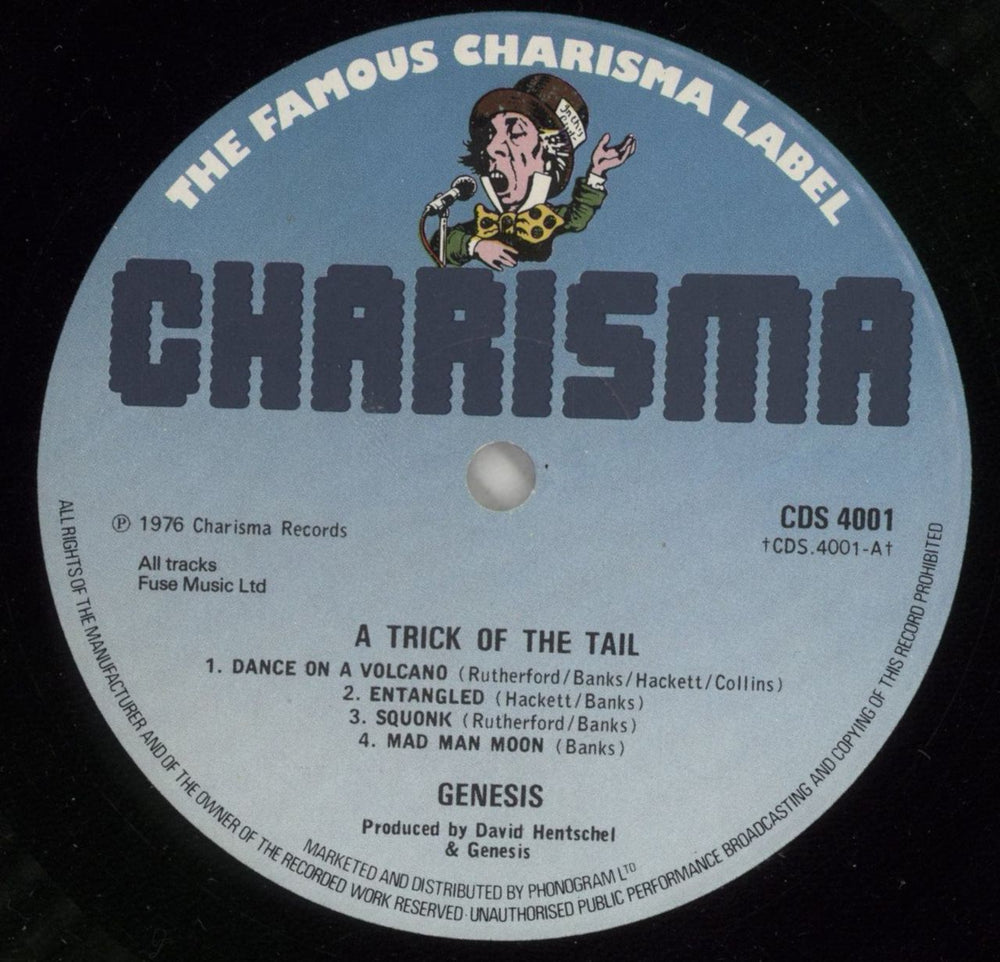 THE FAMOUS CHARISMA LABEL
In this
CHARISMA
℗ 1976 Charisma Records
All tracks
Fuse Music Ltd
CDS 4001
†CDS.4001-A†
A TRICK OF THE TAIL
1. DANCE ON A VOLCANO (Rutherford/Banks/Hackett/Collins)
2. ENTANGLED (Hackett/Banks)
3. SQUONK (Rutherford/Banks)
4. MAD MAN MOON (Banks)
GENESIS
Produced by David Hentschel
& Genesis
MARKETED AND DISTRIBUTED BY PHONOGRAM LTD
ALL RIGHTS OF THE MANUFACTURER AND OF THE OWNER OF THE RECORDED WORK RESERVED · UNAUTHORISED PUBLIC PERFORMANCE BROADCASTING AND COPYING OF THIS RECORD PROHIBITED